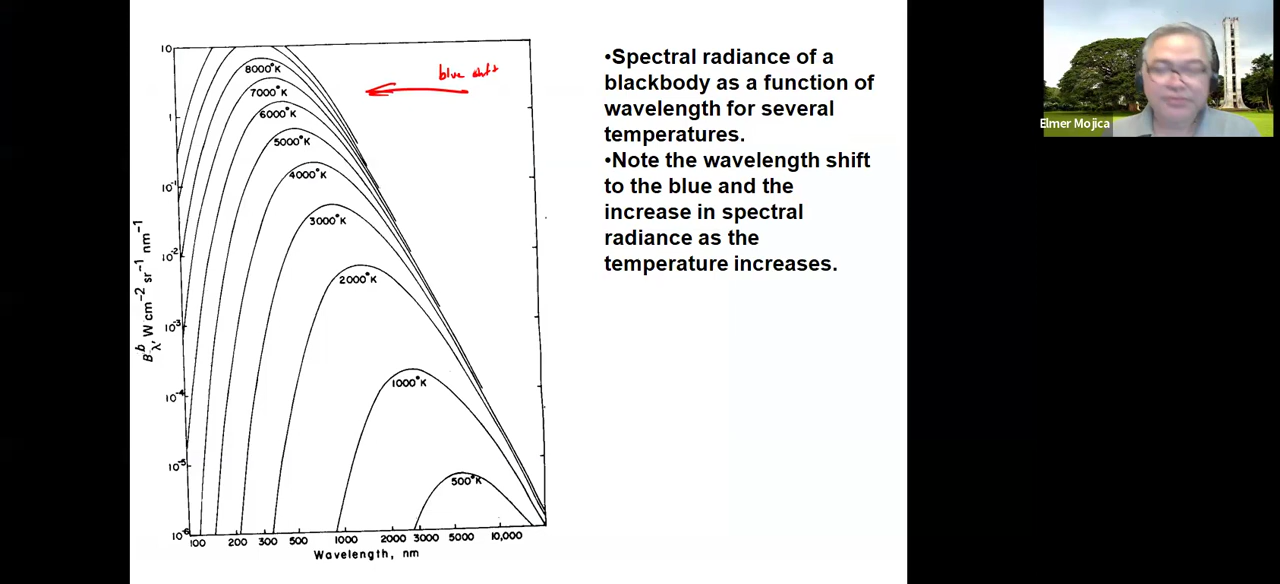 10
1
10⁻¹
10⁻²
10⁻³
10⁻⁴
10⁻⁵
10⁻⁶
B^b_λ, W cm⁻² sr⁻¹ nm⁻¹
8000°K
7000°K
6000°K
5000°K
4000°K
3000°K
2000°K
1000°K
500°K
100 200 300 500 1000 2000 3000 5000 10,000
Wavelength, nm
blue shift
•Spectral radiance of a
blackbody as a function of
wavelength for several
temperatures.
•Note the wavelength shift
to the blue and the
increase in spectral
radiance as the
temperature increases.
Elmer Mojica